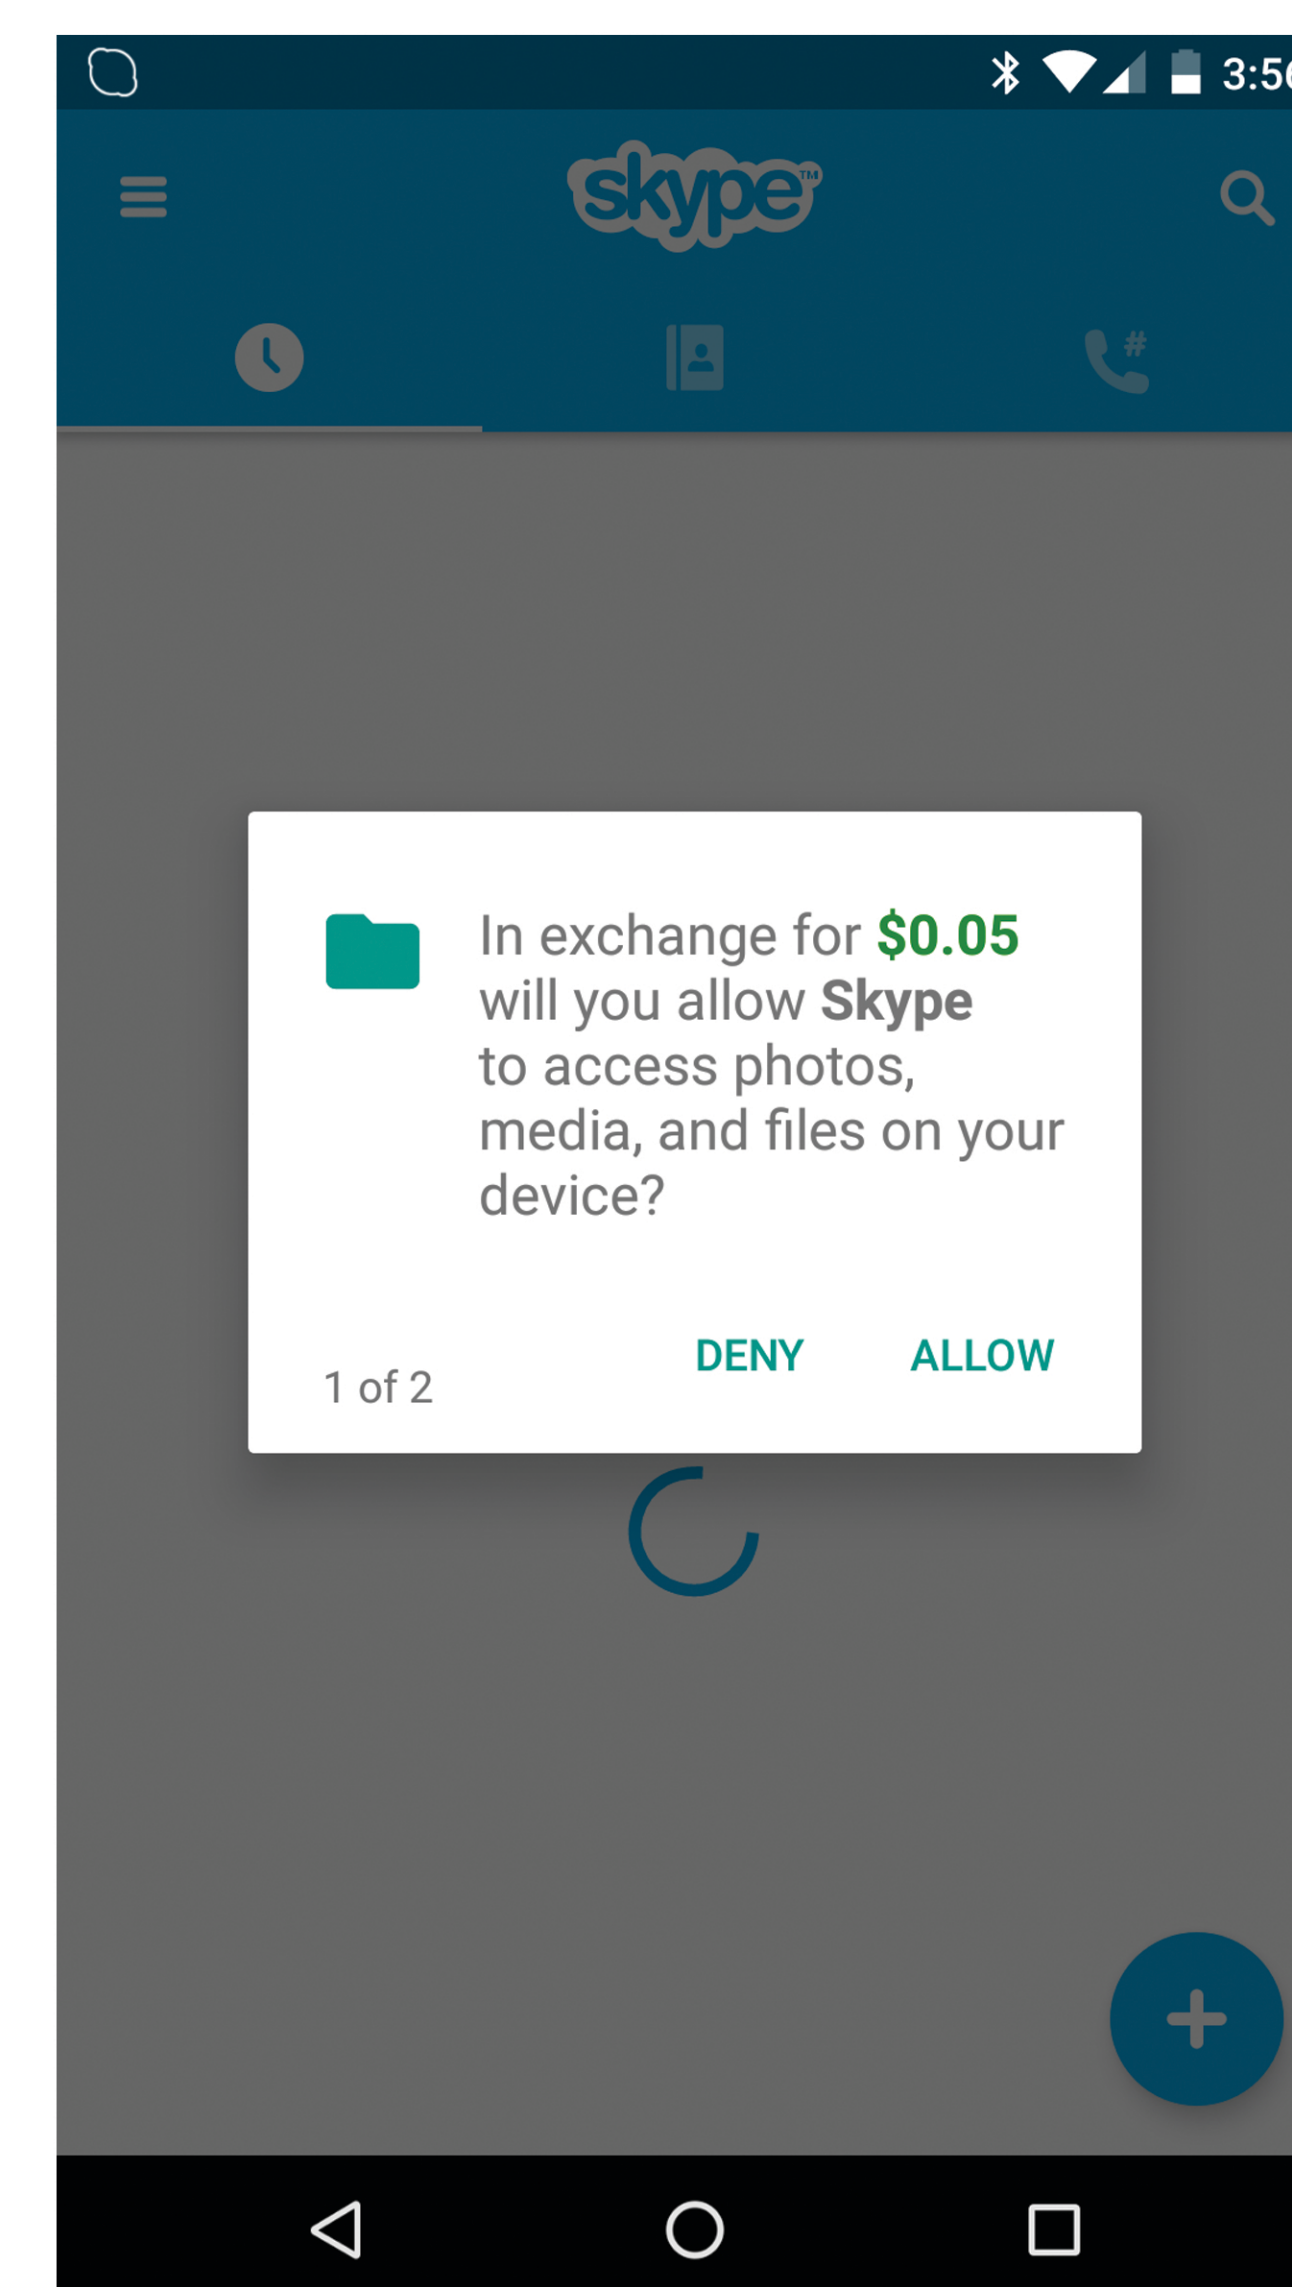 3:56
skype™
#
In exchange for $0.05
will you allow Skype
to access photos,
media, and files on your
device?
DENY ALLOW
1 of 2